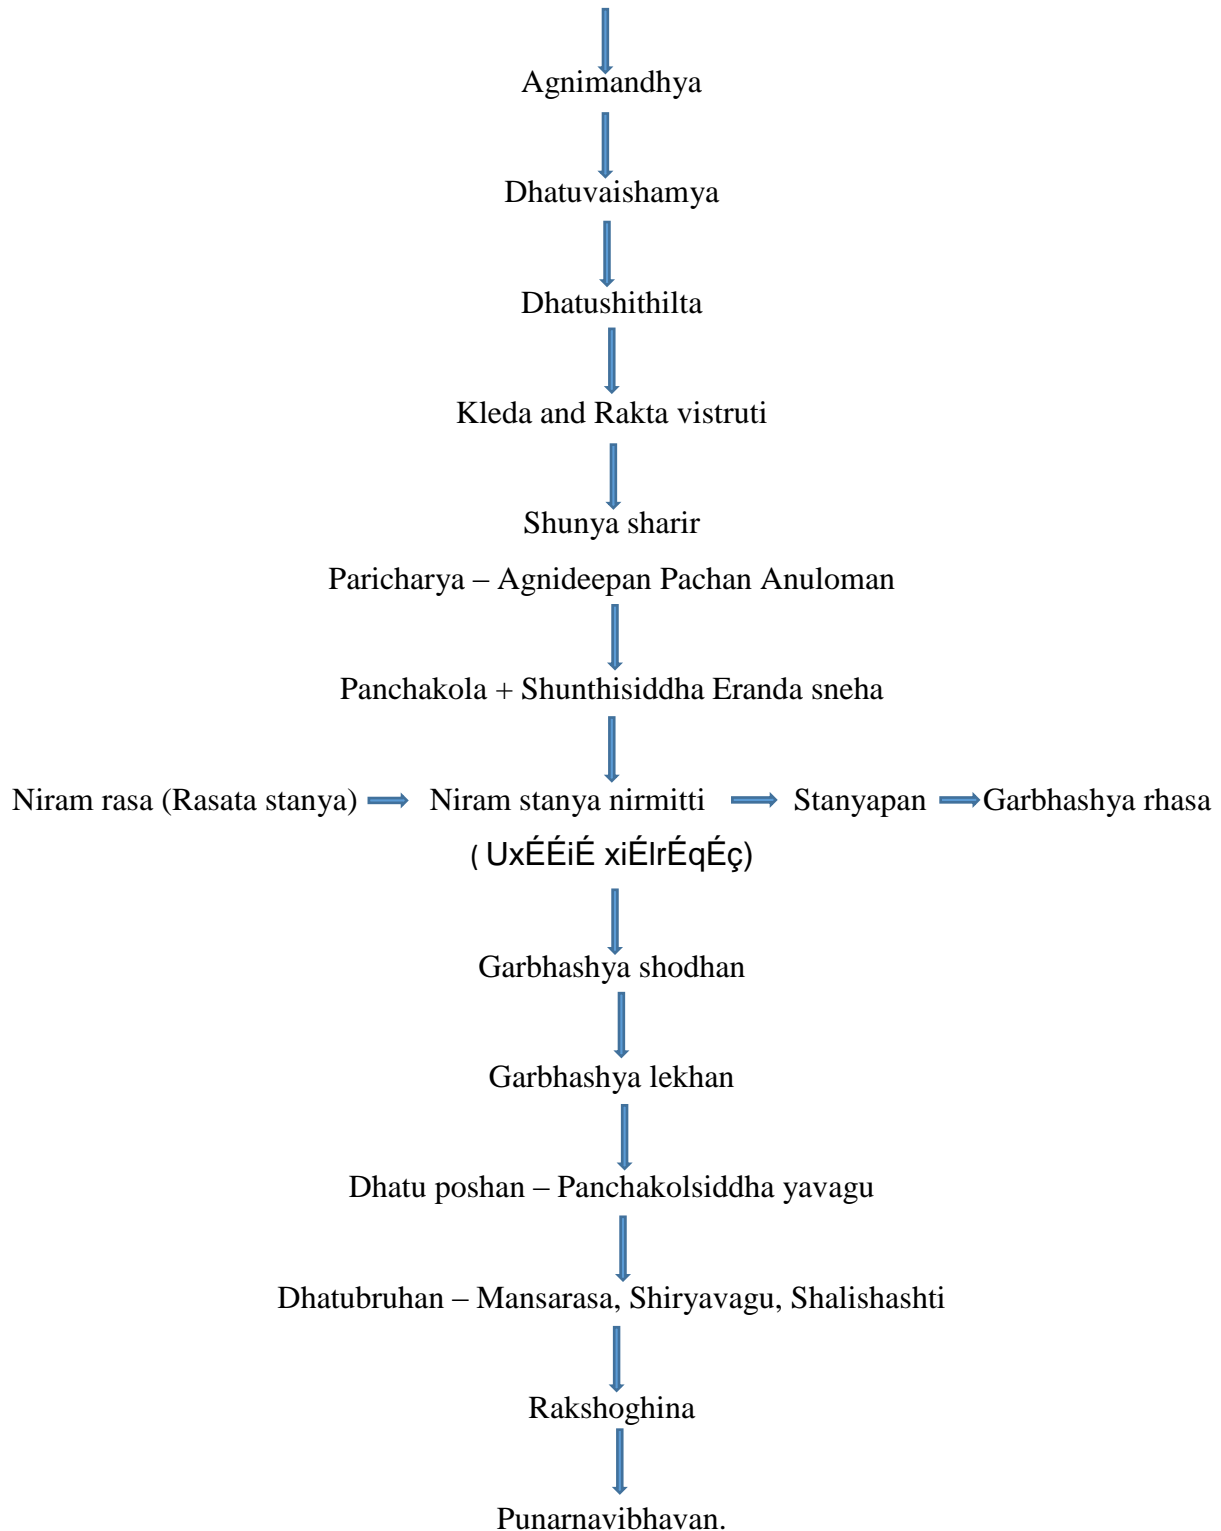 Agnimandhya
Dhatuvaishamya
Dhatushithilta
Kleda and Rakta vistruti
Shunya sharir
Paricharya – Agnideepan Pachan Anuloman
Panchakola + Shunthisiddha Eranda sneha
Niram rasa (Rasata stanya) Niram stanya nirmitti Stanyapan Garbhashya rhasa
( UxÉÉiÉ xiÉlrÉqÉç)
Garbhashya shodhan
Garbhashya lekhan
Dhatu poshan – Panchakolsiddha yavagu
Dhatubruhan – Mansarasa, Shiryavagu, Shalishashti
Rakshoghina
Punarnavibhavan.